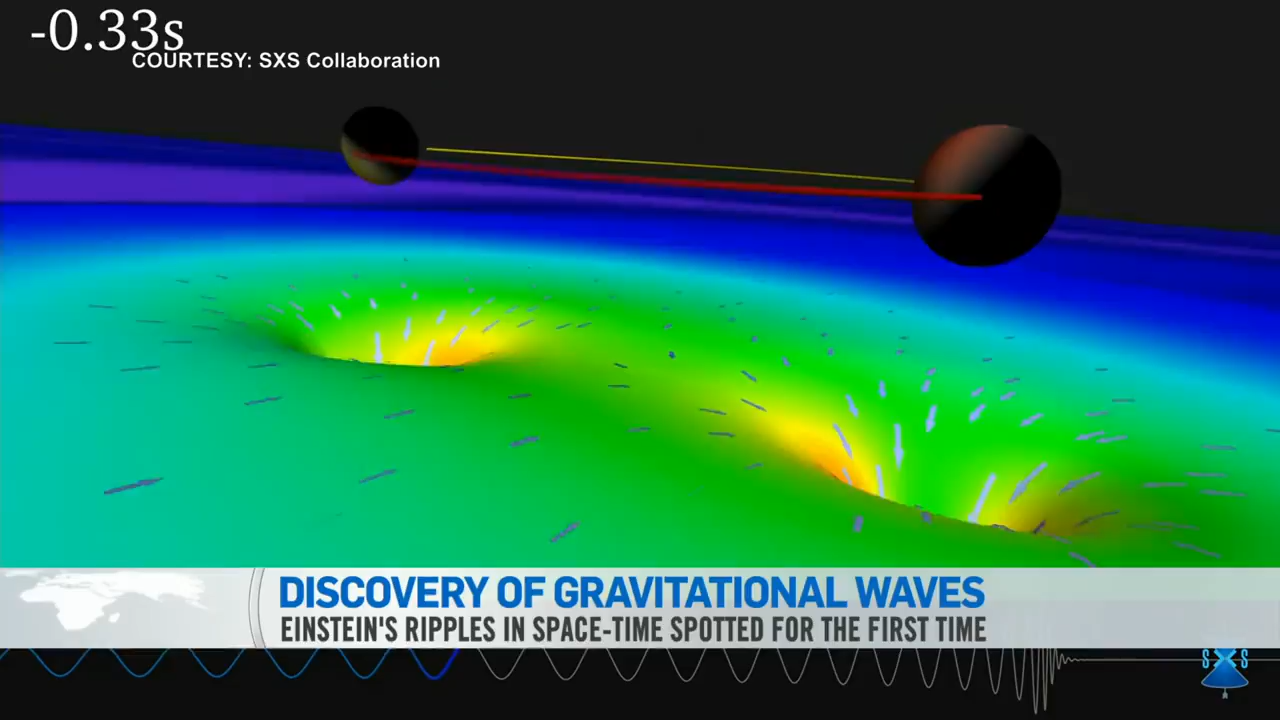 -0.33s
COURTESY: SXS Collaboration
DISCOVERY OF GRAVITATIONAL WAVES
EINSTEIN'S RIPPLES IN SPACE-TIME SPOTTED FOR THE FIRST TIME
SXS